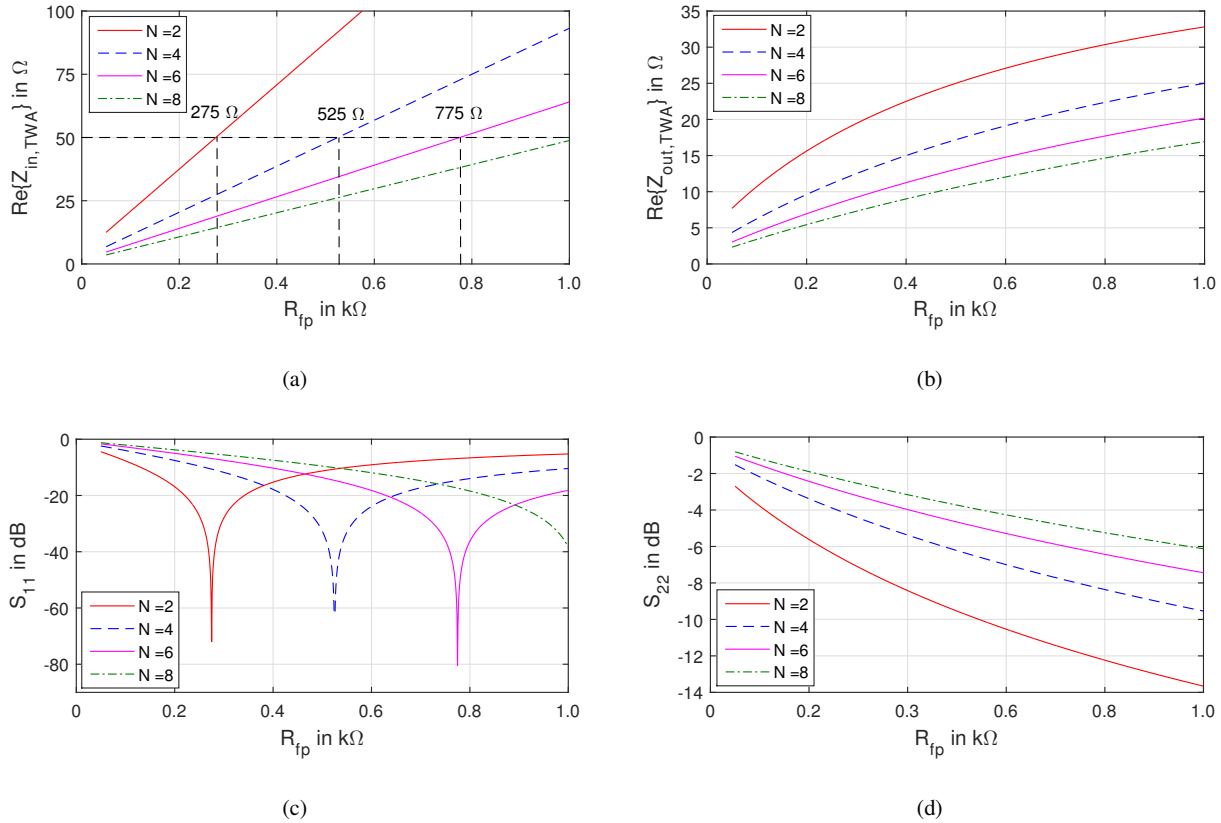 Re{Z_in,TWA} in Ω
100
75
50
25
0
N =2
N =4
N =6
N =8
275 Ω
525 Ω
775 Ω
0 0.2 0.4 0.6 0.8 1.0
R_fp in kΩ
(a)
Re{Z_out,TWA} in Ω
35
30
25
20
15
10
5
0
N =2
N =4
N =6
N =8
0 0.2 0.4 0.6 0.8 1.0
R_fp in kΩ
(b)
S_11 in dB
0
-20
-40
-60
-80
N =2
N =4
N =6
N =8
0 0.2 0.4 0.6 0.8 1.0
R_fp in kΩ
(c)
S_22 in dB
0
-2
-4
-6
-8
-10
-12
-14
N =2
N =4
N =6
N =8
0 0.2 0.3 0.6 0.8 1.0
R_fp in kΩ
(d)